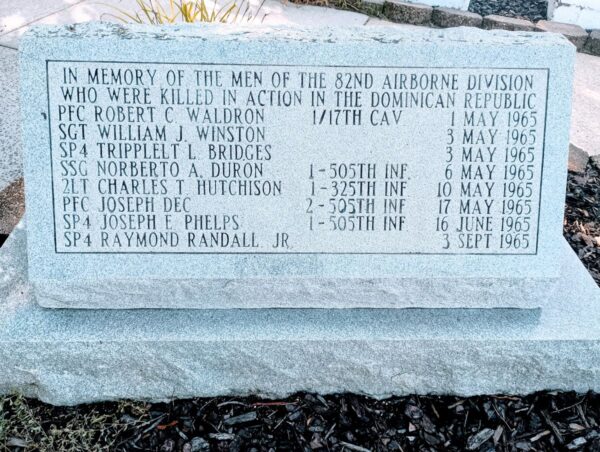 IN MEMORY OF THE MEN OF THE 82ND AIRBORNE DIVISION
WHO WERE KILLED IN ACTION IN THE DOMINICAN REPUBLIC
PFC ROBERT C. WALDRON 1/17TH CAV 1 MAY 1965
SGT WILLIAM J. WINSTON 3 MAY 1965
SP4 TRIPPLELT L. BRIDGES 3 MAY 1965
SSG NORBERTO A. DURON 1-505TH INF. 6 MAY 1965
2LT CHARLES T. HUTCHISON 1-325TH INF 10 MAY 1965
PFC JOSEPH DEC 2-505TH INF 17 MAY 1965
SP4 JOSEPH E. PHELPS 1-505TH INF 16 JUNE 1965
SP4 RAYMOND RANDALL, JR. 3 SEPT 1965